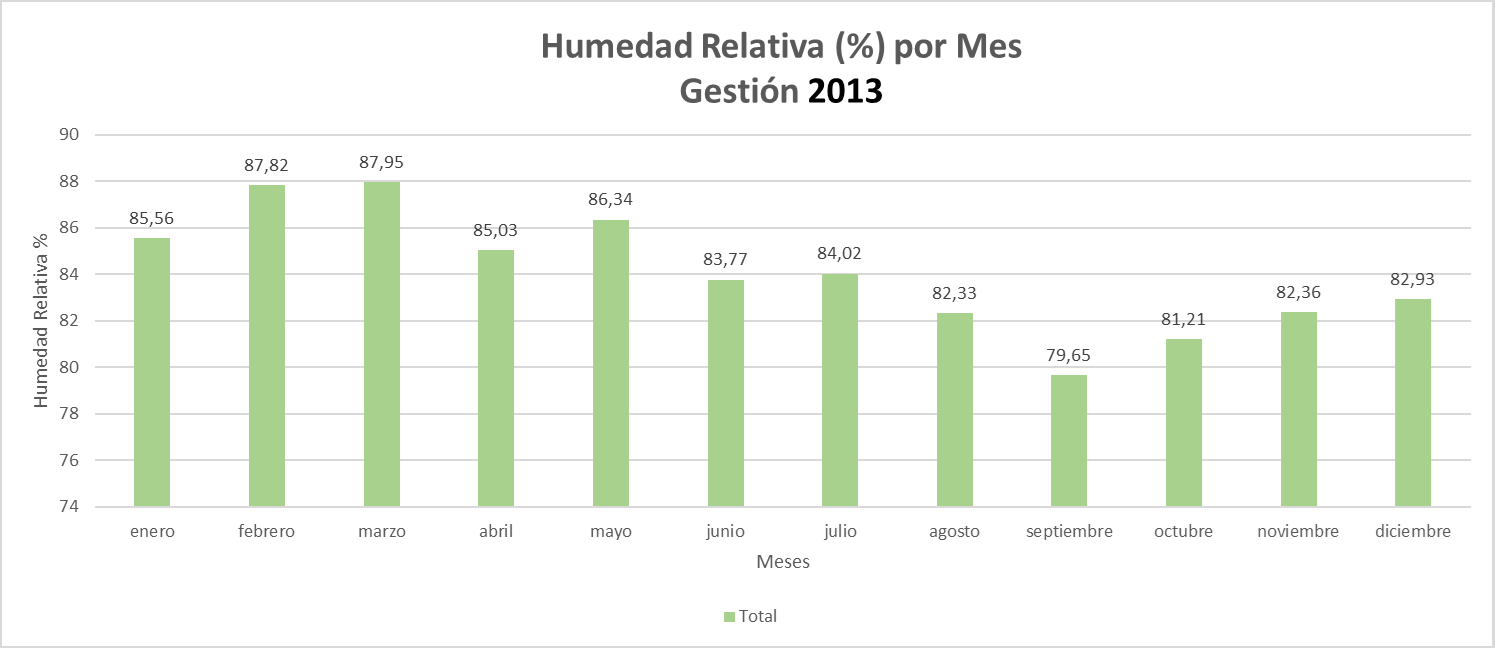 Humedad Relativa (%) por Mes
Gestión 2013
Humedad Relativa %
90
88
86
84
82
80
78
76
74
85,56
87,82
87,95
85,03
86,34
83,77
84,02
82,33
79,65
81,21
82,36
82,93
enero
febrero
marzo
abril
mayo
junio
julio
agosto
septiembre
octubre
noviembre
diciembre
Meses
Total